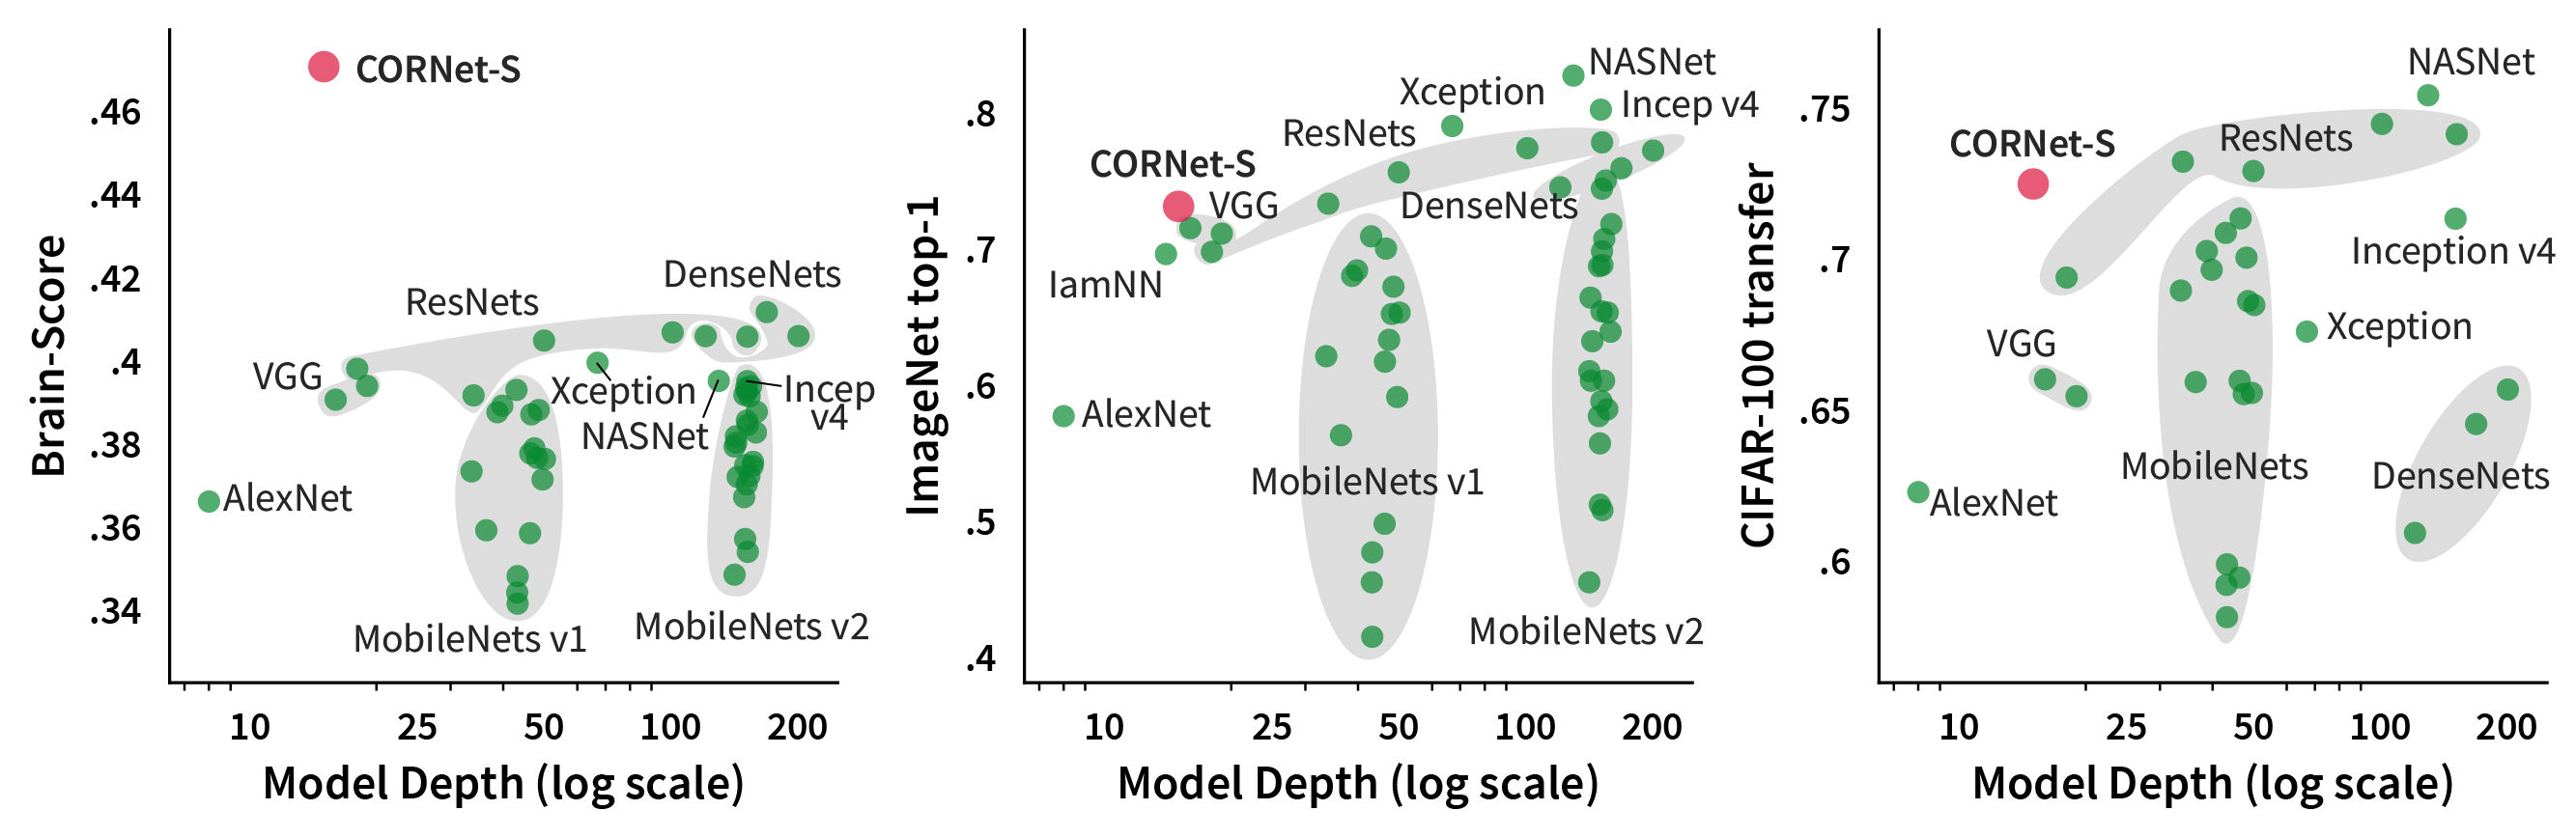 Brain-Score
.46
.44
.42
.4
.38
.36
.34
CORNet-S
DenseNets
ResNets
VGG
Xception
Incep
v4
NASNet
AlexNet
MobileNets v1
MobileNets v2
10 25 50 100 200
Model Depth (log scale)
ImageNet top-1
.8
.7
.6
.5
.4
NASNet
Xception
Incep v4
ResNets
CORNet-S
VGG
DenseNets
IamNN
AlexNet
MobileNets v1
MobileNets v2
10 25 50 100 200
Model Depth (log scale)
CIFAR-100 transfer
.75
.7
.65
.6
NASNet
ResNets
CORNet-S
Inception v4
Xception
VGG
MobileNets
DenseNets
AlexNet
10 25 50 100 200
Model Depth (log scale)